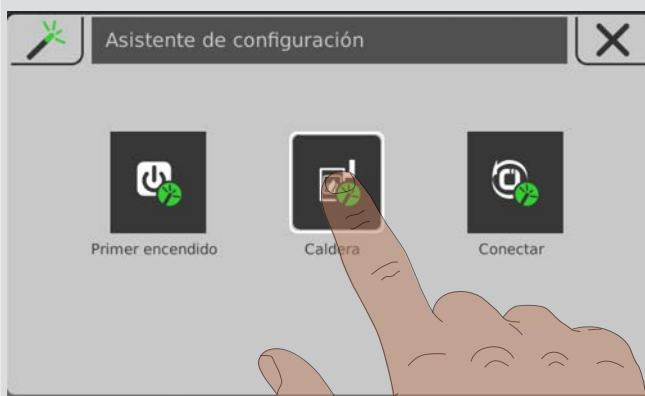 Asistente de configuración
Primer encendido
Caldera
Conectar